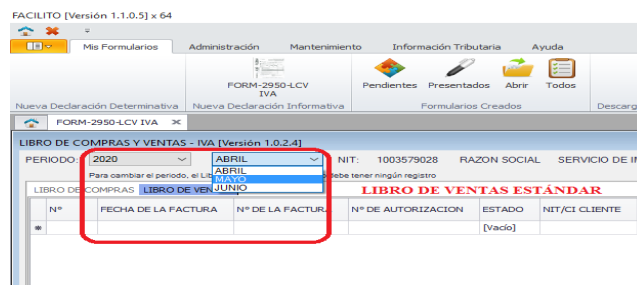 FACILITO [Versión 1.1.0.5] x 64
Mis Formularios Administración Mantenimiento Información Tributaria Ayuda
FORM-2950-LCV IVA
Pendientes Presentados Abrir Todos
Nueva Declaración Determinativa Nueva Declaración Informativa Formularios Creados Descarg
FORM-2950-LCV IVA
LIBRO DE COMPRAS Y VENTAS - IVA [Versión 1.0.2.4]
PERIODO: 2020 ABRIL NIT: 1003579028 RAZON SOCIAL SERVICIO DE I
ABRIL
Para cambiar el periodo, el Li debe tener ningún registro
MAYO
JUNIO
LIBRO DE COMPRAS LIBRO DE VEN LIBRO DE VENTAS ESTÁNDAR
Nº FECHA DE LA FACTURA Nº DE LA FACTURA Nº DE AUTORIZACION ESTADO NIT/CI CLIENTE
* [Vacío]